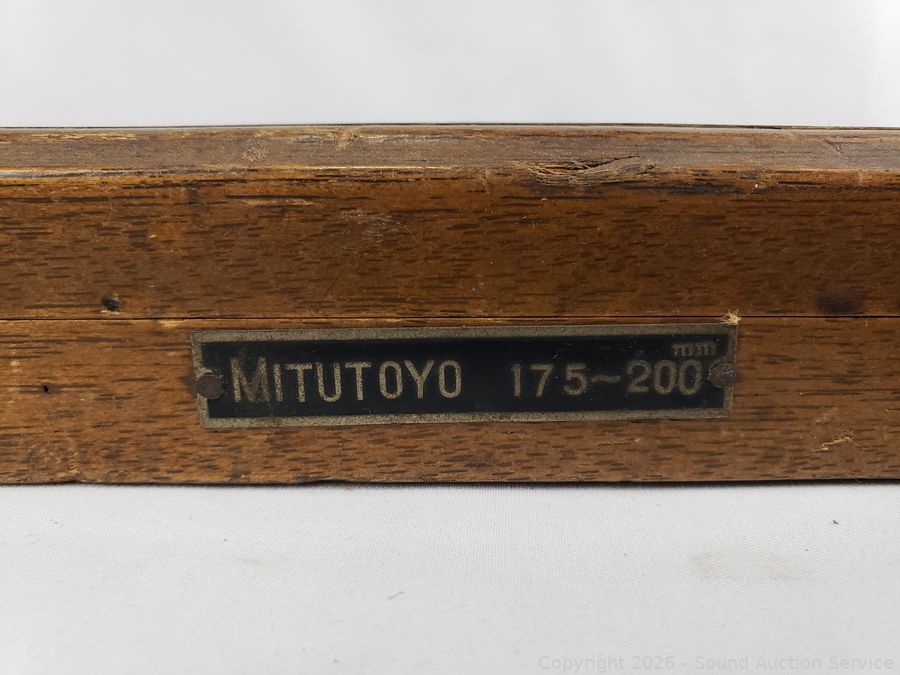 mm
MITUTOYO 175~200
Copyright 2026 - Sound Auction Service